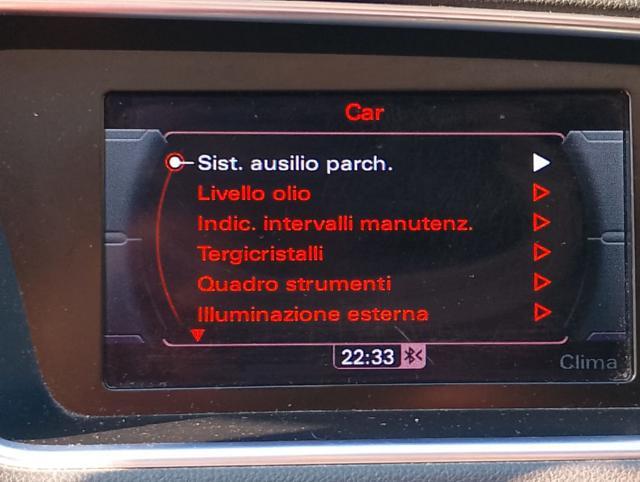 Car
Sist. ausilio parch.
Livello olio
Indic. intervalli manutenz.
Tergicristalli
Quadro strumenti
Illuminazione esterna
22:33
Clima